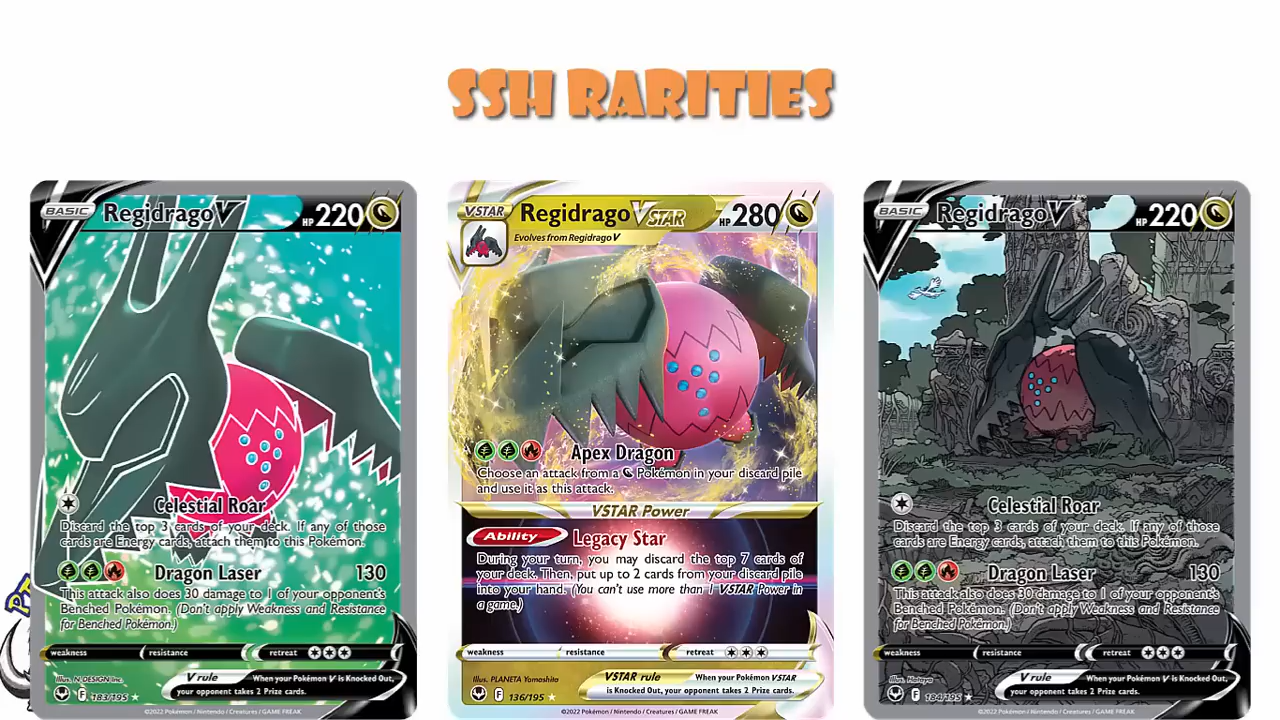 SSH RARITIES
BASIC Regidrago V HP 220
Celestial Roar
Discard the top 3 cards of your deck. If any of those
cards are Energy cards, attach them to this Pokémon.
Dragon Laser 130
This attack also does 30 damage to 1 of your opponent's
Benched Pokémon. (Don't apply Weakness and Resistance
for Benched Pokémon.)
weakness resistance retreat
Illus. N-DESIGN Inc.
V rule When your Pokémon V is Knocked Out,
your opponent takes 2 Prize cards.
F 183/195
©2022 Pokémon / Nintendo / Creatures / GAME FREAK
VSTAR Regidrago VSTAR HP 280
Evolves from Regidrago V
Apex Dragon
Choose an attack from a Pokémon in your discard pile
and use it as this attack.
VSTAR Power
Ability Legacy Star
During your turn, you may discard the top 7 cards of
your deck. Then, put up to 2 cards from your discard pile
into your hand. (You can't use more than 1 VSTAR Power in
a game.)
weakness resistance retreat
Illus. PLANETA Yamashita
VSTAR rule When your Pokémon VSTAR
is Knocked Out, your opponent takes 2 Prize cards.
F 136/195
©2022 Pokémon / Nintendo / Creatures / GAME FREAK
BASIC Regidrago V HP 220
Celestial Roar
Discard the top 3 cards of your deck. If any of those
cards are Energy cards, attach them to this Pokémon.
Dragon Laser 130
This attack also does 30 damage to 1 of your opponent's
Benched Pokémon. (Don't apply Weakness and Resistance
for Benched Pokémon.)
weakness resistance retreat
Illus.
V rule When your Pokémon V is Knocked Out,
your opponent takes 2 Prize cards.
F 184/195
©2022 Pokémon / Nintendo / Creatures / GAME FREAK